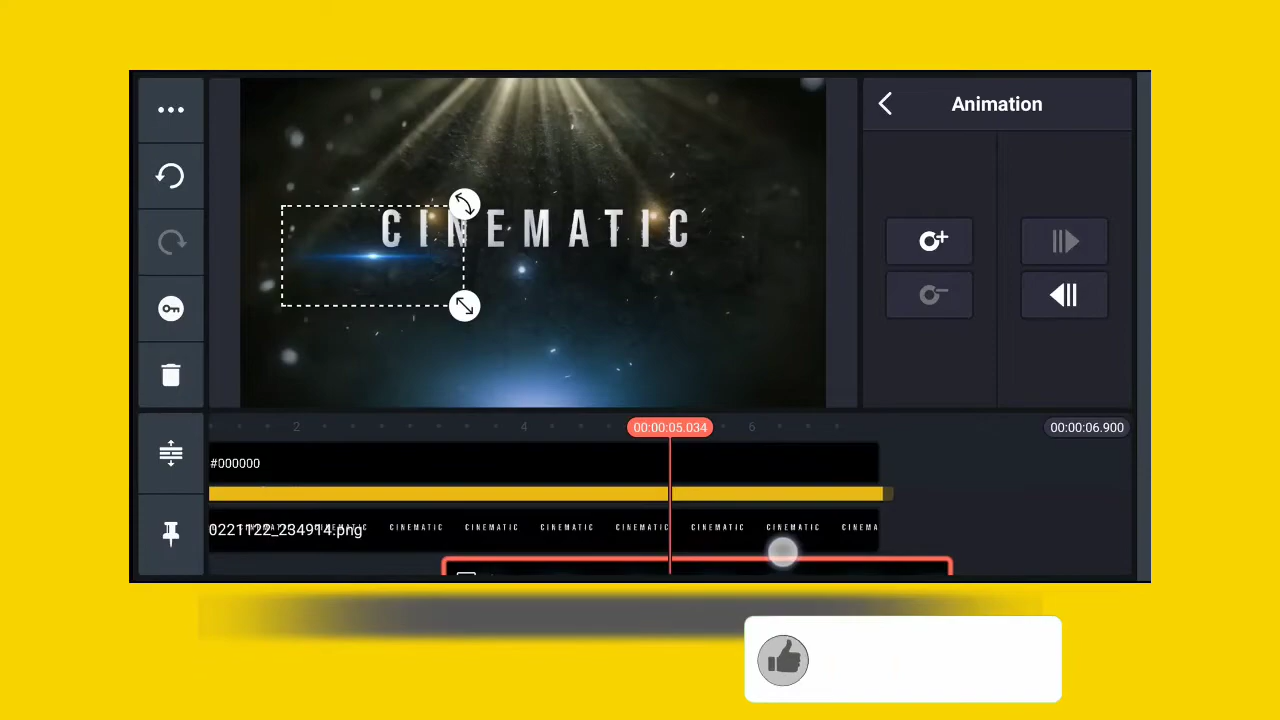 Animation
CINEMATIC
2
4
00:00:05.034
6
00:00:06.900
#000000
0221122_234914.png
CINEMATIC CINEMATIC CINEMATIC CINEMATIC CINEMATIC CINEMATIC CINEMA